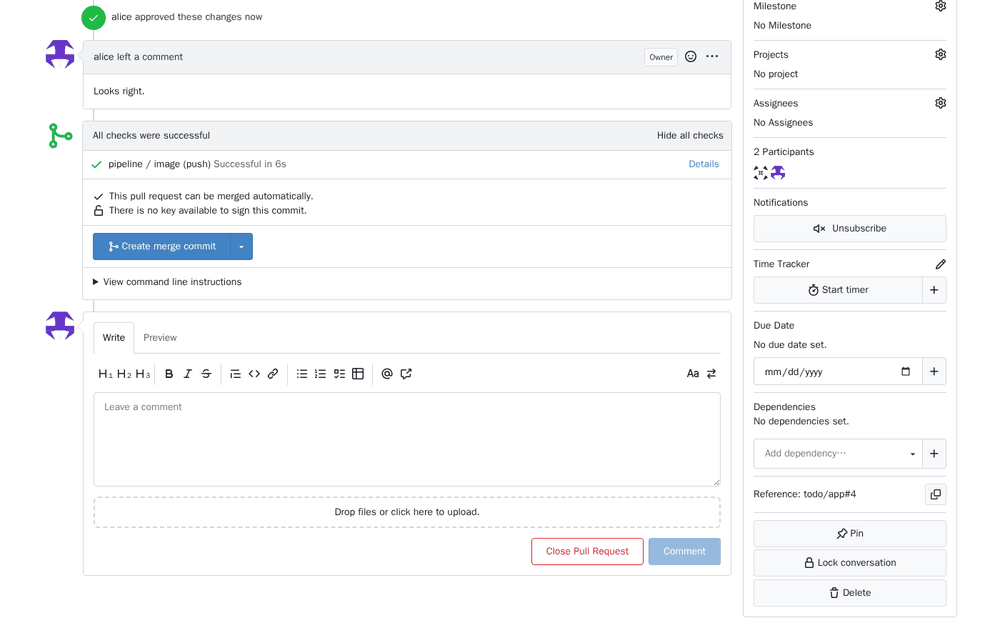 alice approved these changes now
alice left a comment
Owner
Looks right.
All checks were successful
Hide all checks
pipeline / image (push) Successful in 6s
Details
This pull request can be merged automatically.
There is no key available to sign this commit.
Create merge commit
View command line instructions
Write
Preview
H1 H2 H3
B I S
Aa
Leave a comment
Drop files or click here to upload.
Close Pull Request
Comment
Milestone
No Milestone
Projects
No project
Assignees
No Assignees
2 Participants
Notifications
Unsubscribe
Time Tracker
Start timer
Due Date
No due date set.
mm/dd/yyyy
Dependencies
No dependencies set.
Add dependency…
Reference: todo/app#4
Pin
Lock conversation
Delete